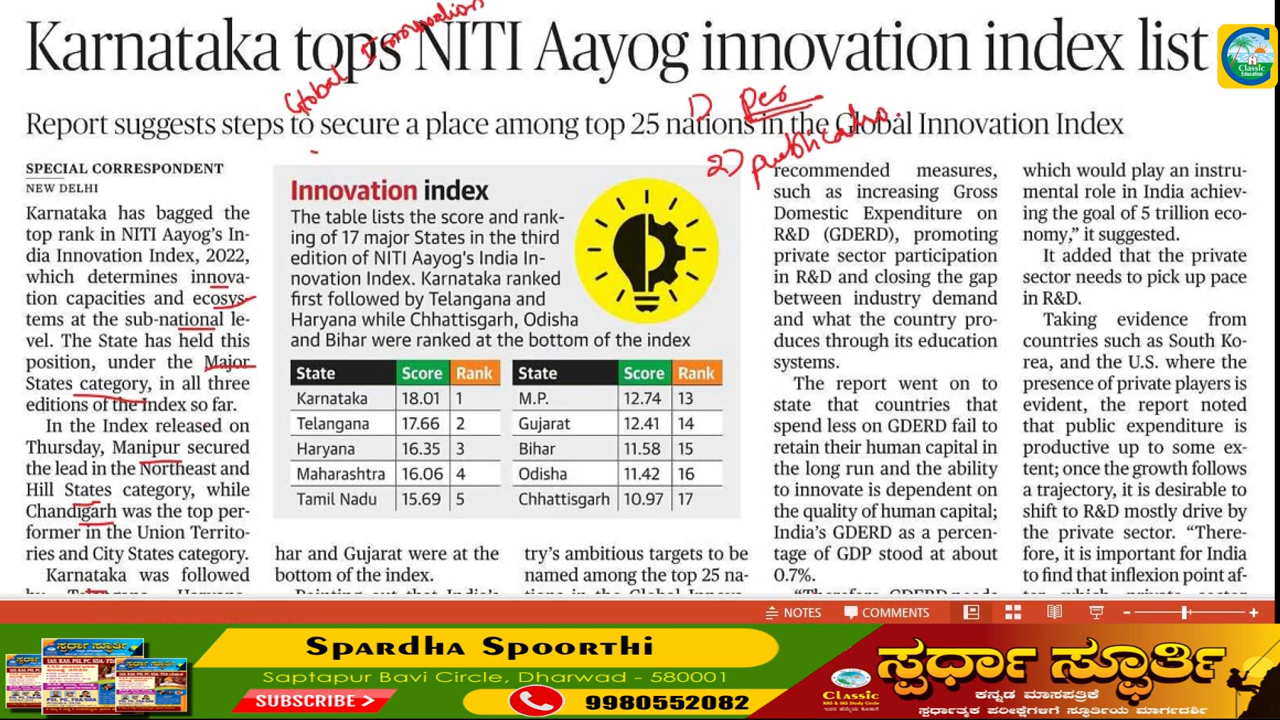 Karnataka tops NITI Aayog innovation index list
Global Innovation
1) Per
2) publicatio
Report suggests steps to secure a place among top 25 nations in the Global Innovation Index
SPECIAL CORRESPONDENT
NEW DELHI
Karnataka has bagged the
top rank in NITI Aayog's In-
dia Innovation Index, 2022,
which determines innova-
tion capacities and ecosys-
tems at the sub-national le-
vel. The State has held this
position, under the Major
States category, in all three
editions of the Index so far.
In the Index released on
Thursday, Manipur secured
the lead in the Northeast and
Hill States category, while
Chandigarh was the top per-
former in the Union Territo-
ries and City States category.
Karnataka was followed
Innovation index
The table lists the score and rank-
ing of 17 major States in the third
edition of NITI Aayog's India In-
novation Index. Karnataka ranked
first followed by Telangana and
Haryana while Chhattisgarh, Odisha
and Bihar were ranked at the bottom of the index
State Score Rank State Score Rank
Karnataka 18.01 1 M.P. 12.74 13
Telangana 17.66 2 Gujarat 12.41 14
Haryana 16.35 3 Bihar 11.58 15
Maharashtra 16.06 4 Odisha 11.42 16
Tamil Nadu 15.69 5 Chhattisgarh 10.97 17
har and Gujarat were at the
bottom of the index.
try's ambitious targets to be
named among the top 25 na-
recommended measures,
such as increasing Gross
Domestic Expenditure on
R&D (GDERD), promoting
private sector participation
in R&D and closing the gap
between industry demand
and what the country pro-
duces through its education
systems.
The report went on to
state that countries that
spend less on GDERD fail to
retain their human capital in
the long run and the ability
to innovate is dependent on
the quality of human capital;
India's GDERD as a percen-
tage of GDP stood at about
0.7%.
which would play an instru-
mental role in India achiev-
ing the goal of 5 trillion eco-
nomy," it suggested.
It added that the private
sector needs to pick up pace
in R&D.
Taking evidence from
countries such as South Ko-
rea, and the U.S. where the
presence of private players is
evident, the report noted
that public expenditure is
productive up to some ex-
tent; once the growth follows
a trajectory, it is desirable to
shift to R&D mostly drive by
the private sector. "There-
fore, it is important for India
to find that inflexion point af-
Classic
Education
NOTES COMMENTS
SPARDHA SPOORTHI
Saptapur Bavi Circle, Dharwad - 580001
SUBSCRIBE
9980552082
ಸ್ಪರ್ಧಾ ಸ್ಫೂರ್ತಿ
Classic
KAS & IAS Study Circle
ಕನ್ನಡ ಮಾಸಪತ್ರಿಕೆ
ಸ್ಪರ್ಧಾತ್ಮಕ ಪರೀಕ್ಷೆಗಳಿಗೆ ಸ್ಫೂರ್ತಿಯ ಮಾರ್ಗದರ್ಶಿ